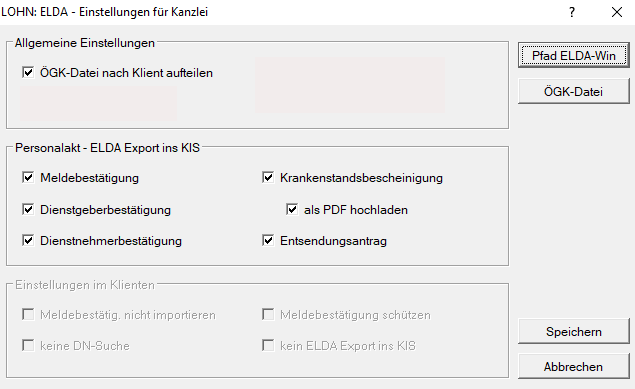 LOHN: ELDA - Einstellungen für Kanzlei
Allgemeine Einstellungen
ÖGK-Datei nach Klient aufteilen
Pfad ELDA-Win
ÖGK-Datei
Personalakt - ELDA Export ins KIS
Meldebestätigung
Krankenstandsbescheinigung
Dienstgeberbestätigung
als PDF hochladen
Dienstnehmerbestätigung
Entsendungsantrag
Einstellungen im Klienten
Meldebestätig. nicht importieren
Meldebestätigung schützen
keine DN-Suche
kein ELDA Export ins KIS
Speichern
Abbrechen